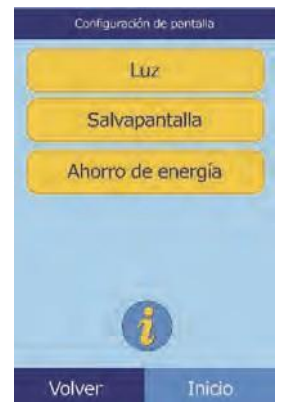 Configuración de pantalla
Luz
Salvapantalla
Ahorro de energía
i
Volver Inicio